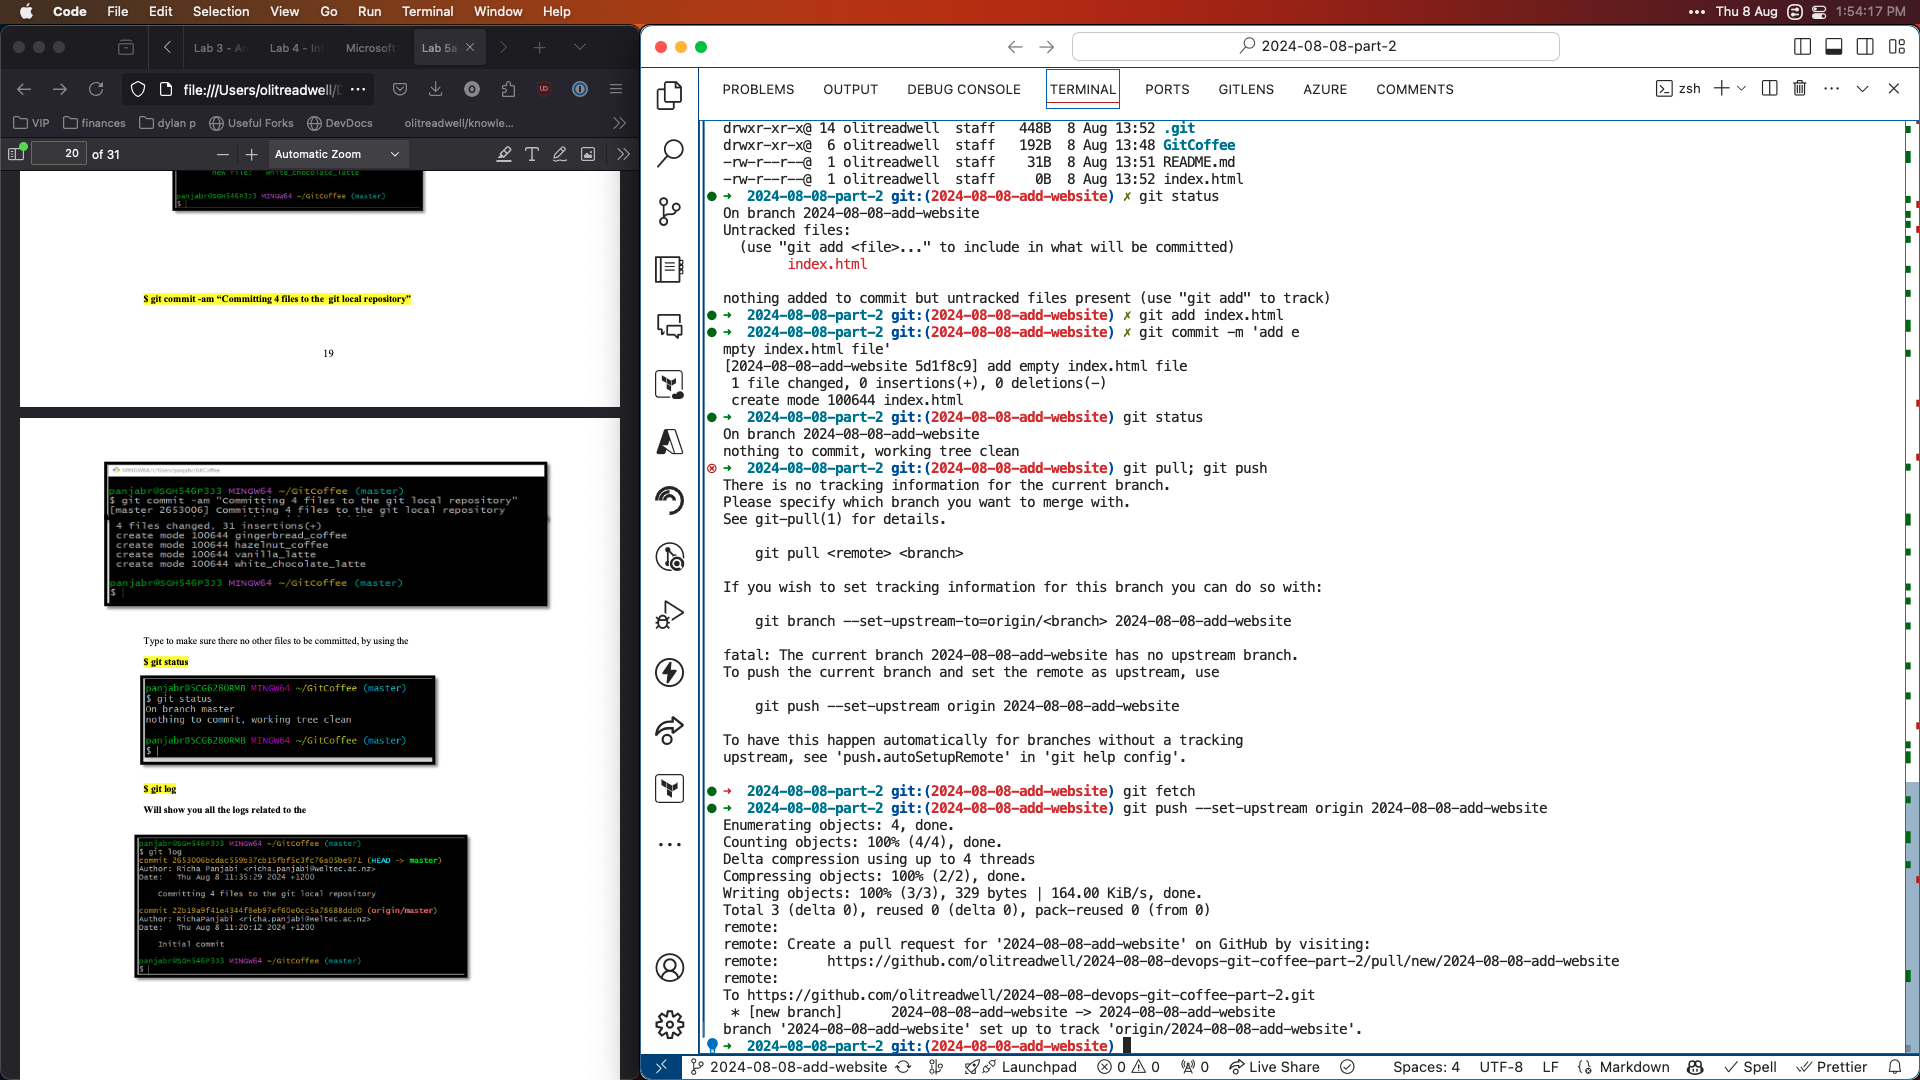 Code File Edit Selection View Go Run Terminal Window Help
Thu 8 Aug 1:54:17 PM
Lab 3 - A
Lab 4 - In
Microsoft
Lab 5a
file:///Users/olitreadwell/
VIP
finances
dylan p
Useful Forks
DevDocs
olitreadwell/knowle...
20 of 31
Automatic Zoom
new file: white_chocolate_latte
panjabr@SGH546P3J3 MINGW64 ~/GitCoffee (master)
$
$ git commit -am “Committing 4 files to the git local repository”
19
MINGW64:/c/Users/panjabr/GitCoffee
panjabr@SGH546P3J3 MINGW64 ~/GitCoffee (master)
$ git commit -am "Committing 4 files to the git local repository"
[master 2653006] Committing 4 files to the git local repository
4 files changed, 31 insertions(+)
create mode 100644 gingerbread_coffee
create mode 100644 hazelnut_coffee
create mode 100644 vanilla_latte
create mode 100644 white_chocolate_latte
panjabr@SGH546P3J3 MINGW64 ~/GitCoffee (master)
$
Type to make sure there no other files to be committed, by using the
$ git status
panjabr@5CG6280RMB MINGW64 ~/GitCoffee (master)
$ git status
On branch master
nothing to commit, working tree clean
panjabr@5CG6280RMB MINGW64 ~/GitCoffee (master)
$
$ git log
Will show you all the logs related to the
panjabr@SGH546P3J3 MINGW64 ~/GitCoffee (master)
$ git log
commit 2653006bcdac559b37cb15fbf5c3fc76a05be971 (HEAD -> master)
Author: Richa Panjabi <richa.panjabi@weltec.ac.nz>
Date: Thu Aug 8 11:35:29 2024 +1200
Committing 4 files to the git local repository
commit 22b19a9f41e4344f8eb97ef60e0cc5a78688ddd0 (origin/master)
Author: RichaPanjabi <richa.panjabi@weltec.ac.nz>
Date: Thu Aug 8 11:20:12 2024 +1200
Initial commit
panjabr@SGH546P3J3 MINGW64 ~/GitCoffee (master)
$
2024-08-08-part-2
PROBLEMS OUTPUT DEBUG CONSOLE TERMINAL PORTS GITLENS AZURE COMMENTS
zsh
drwxr-xr-x@ 14 olitreadwell staff 448B 8 Aug 13:52 .git
drwxr-xr-x@ 6 olitreadwell staff 192B 8 Aug 13:48 GitCoffee
-rw-r--r--@ 1 olitreadwell staff 31B 8 Aug 13:51 README.md
-rw-r--r--@ 1 olitreadwell staff 0B 8 Aug 13:52 index.html
➜ 2024-08-08-part-2 git:(2024-08-08-add-website) ✗ git status
On branch 2024-08-08-add-website
Untracked files:
(use "git add <file>..." to include in what will be committed)
index.html
nothing added to commit but untracked files present (use "git add" to track)
➜ 2024-08-08-part-2 git:(2024-08-08-add-website) ✗ git add index.html
➜ 2024-08-08-part-2 git:(2024-08-08-add-website) ✗ git commit -m 'add e
mpty index.html file'
[2024-08-08-add-website 5d1f8c9] add empty index.html file
1 file changed, 0 insertions(+), 0 deletions(-)
create mode 100644 index.html
➜ 2024-08-08-part-2 git:(2024-08-08-add-website) git status
On branch 2024-08-08-add-website
nothing to commit, working tree clean
➜ 2024-08-08-part-2 git:(2024-08-08-add-website) git pull; git push
There is no tracking information for the current branch.
Please specify which branch you want to merge with.
See git-pull(1) for details.
git pull <remote> <branch>
If you wish to set tracking information for this branch you can do so with:
git branch --set-upstream-to=origin/<branch> 2024-08-08-add-website
fatal: The current branch 2024-08-08-add-website has no upstream branch.
To push the current branch and set the remote as upstream, use
git push --set-upstream origin 2024-08-08-add-website
To have this happen automatically for branches without a tracking
upstream, see 'push.autoSetupRemote' in 'git help config'.
➜ 2024-08-08-part-2 git:(2024-08-08-add-website) git fetch
➜ 2024-08-08-part-2 git:(2024-08-08-add-website) git push --set-upstream origin 2024-08-08-add-website
Enumerating objects: 4, done.
Counting objects: 100% (4/4), done.
Delta compression using up to 4 threads
Compressing objects: 100% (2/2), done.
Writing objects: 100% (3/3), 329 bytes | 164.00 KiB/s, done.
Total 3 (delta 0), reused 0 (delta 0), pack-reused 0 (from 0)
remote:
remote: Create a pull request for '2024-08-08-add-website' on GitHub by visiting:
remote: https://github.com/olitreadwell/2024-08-08-devops-git-coffee-part-2/pull/new/2024-08-08-add-website
remote:
To https://github.com/olitreadwell/2024-08-08-devops-git-coffee-part-2.git
* [new branch] 2024-08-08-add-website -> 2024-08-08-add-website
branch '2024-08-08-add-website' set up to track 'origin/2024-08-08-add-website'.
➜ 2024-08-08-part-2 git:(2024-08-08-add-website)
2024-08-08-add-website Launchpad 0 0 0 Live Share Spaces: 4 UTF-8 LF Markdown Spell Prettier